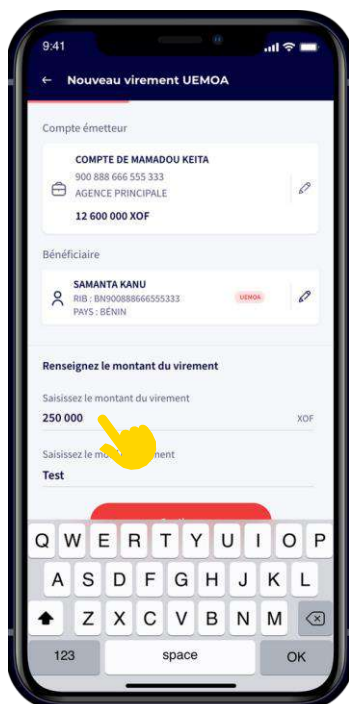 9:41
← Nouveau virement UEMOA
Compte émetteur
COMPTE DE MAMADOU KEITA
900 888 666 555 333
AGENCE PRINCIPALE
12 600 000 XOF
Bénéficiaire
SAMANTA KANU
RIB : BN900888666555333
UEMOA
PAYS : BÉNIN
Renseignez le montant du virement
Saisissez le montant du virement
250 000
XOF
Saisissez le
Test
Q W E R T Y U I O P
A S D F G H J K L
Z X C V B N M
123 space OK